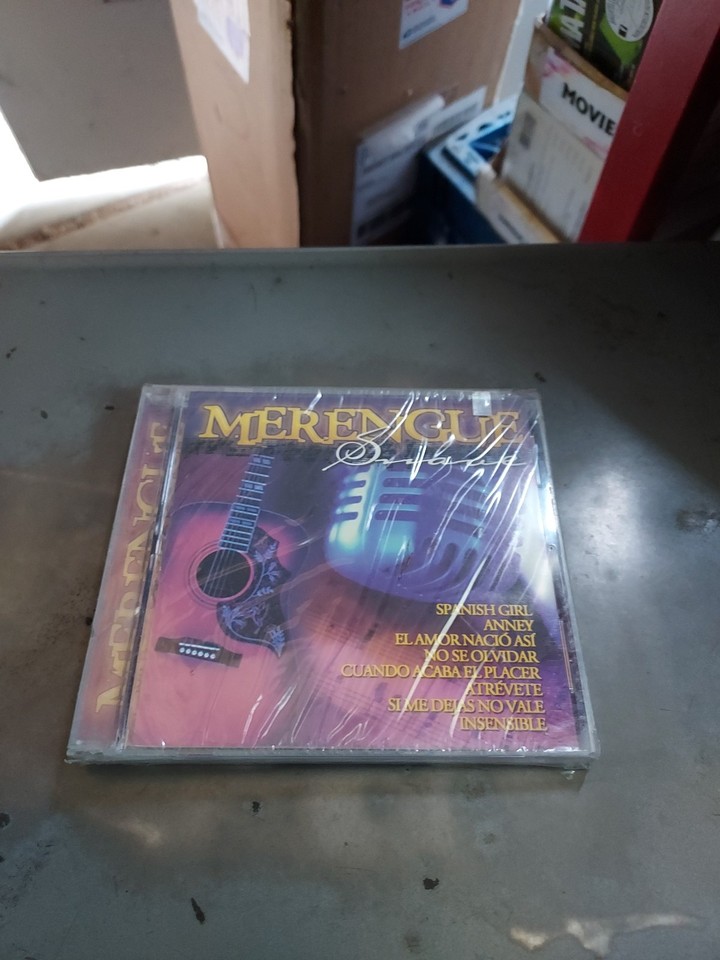 MOVIE
MERENGUE
MERENGUE
SPANISH GIRL
ANNEY
EL AMOR NACIÓ ASÍ
NO SE OLVIDAR
CUANDO ACABA EL PLACER
ATRÉVETE
SI ME DEJAS NO VALE
INSENSIBLE